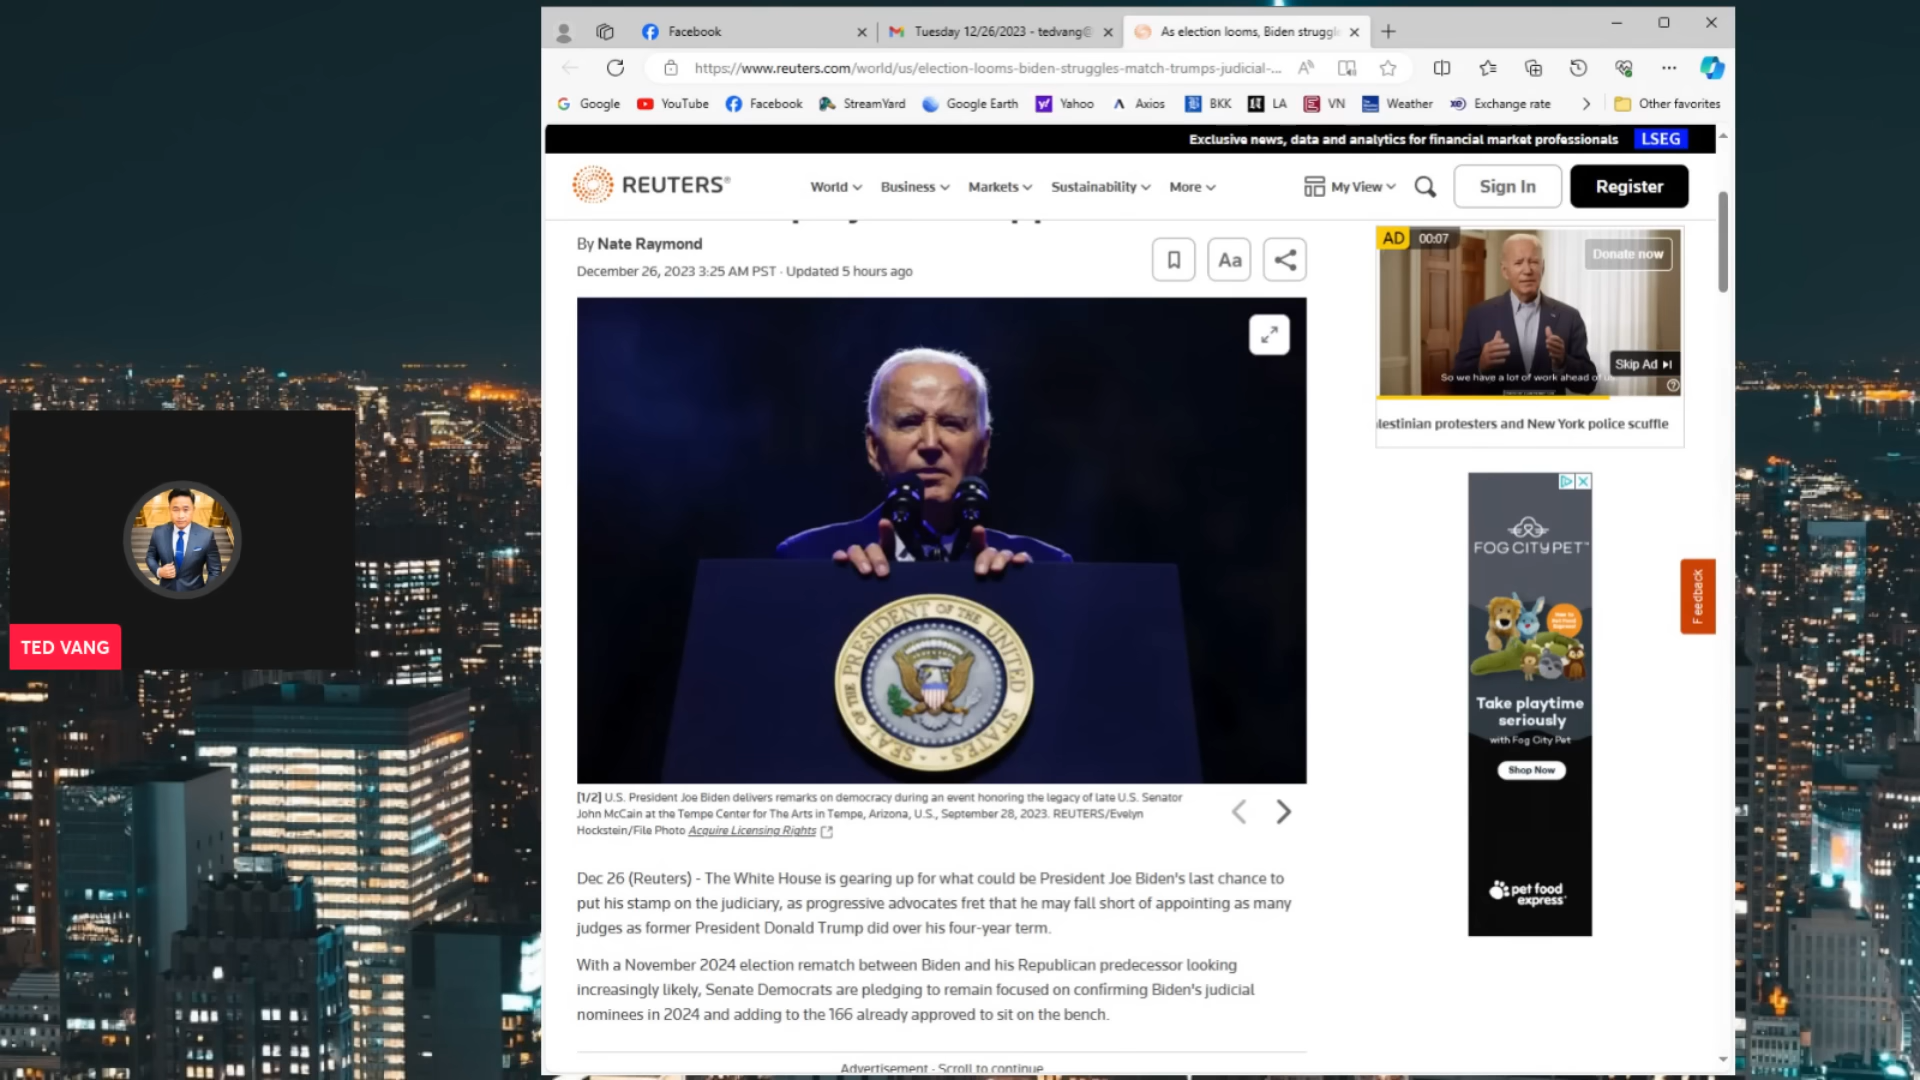 Facebook
Tuesday 12/26/2023 - tedvang@
As election looms, Biden struggl
https://www.reuters.com/world/us/election-looms-biden-struggles-match-trumps-judicial-...
Google
YouTube
Facebook
StreamYard
Google Earth
Yahoo
Axios
BKK
LA
VN
Weather
Exchange rate
Other favorites
Exclusive news, data and analytics for financial market professionals
LSEG
REUTERS®
World
Business
Markets
Sustainability
More
My View
Sign In
Register
By Nate Raymond
December 26, 2023 3:25 AM PST · Updated 5 hours ago
Aa
AD 00:07
Donate now
So we have a lot of work ahead of us
Skip Ad
lestinian protesters and New York police scuffle
SEAL OF THE PRESIDENT OF THE UNITED STATES
[1/2] U.S. President Joe Biden delivers remarks on democracy during an event honoring the legacy of late U.S. Senator
John McCain at the Tempe Center for The Arts in Tempe, Arizona, U.S., September 28, 2023. REUTERS/Evelyn
Hockstein/File Photo Acquire Licensing Rights
Dec 26 (Reuters) - The White House is gearing up for what could be President Joe Biden's last chance to
put his stamp on the judiciary, as progressive advocates fret that he may fall short of appointing as many
judges as former President Donald Trump did over his four-year term.
With a November 2024 election rematch between Biden and his Republican predecessor looking
increasingly likely, Senate Democrats are pledging to remain focused on confirming Biden's judicial
nominees in 2024 and adding to the 166 already approved to sit on the bench.
Advertisement · Scroll to continue
FOG CITY PET™
Take playtime
seriously
with Fog City Pet
Shop Now
pet food
express
Feedback
TED VANG